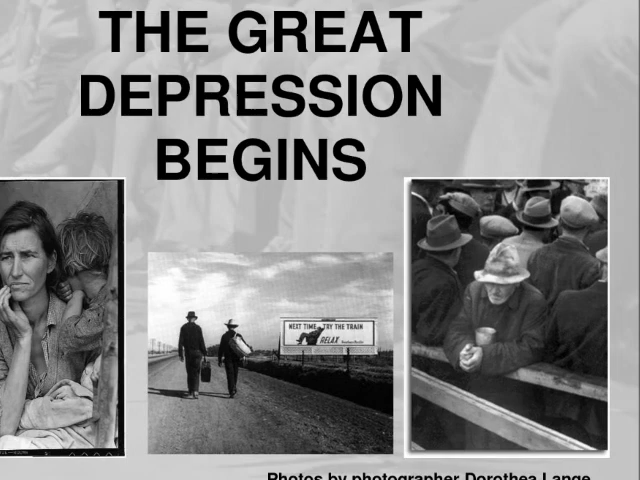 THE GREAT
DEPRESSION
BEGINS
NEXT TIME TRY THE TRAIN
RELAX
Photos by photographer Dorothea Lange